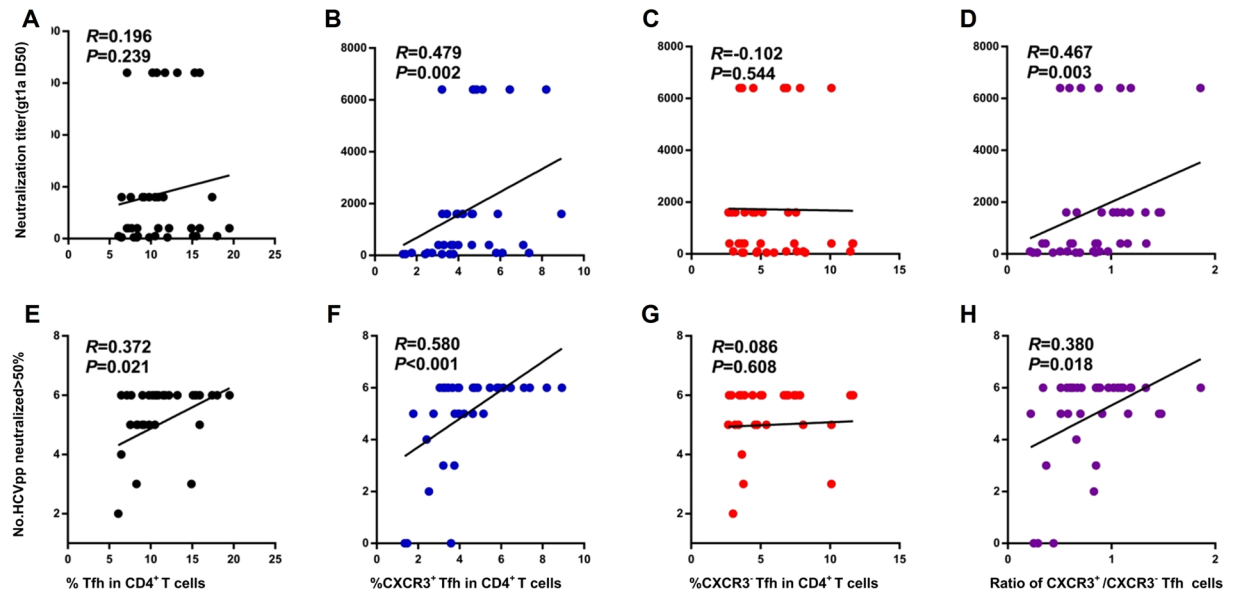 A
B
C
D
Neutralization titer(gt1a ID50)
R=0.196
P=0.239
R=0.479
P=0.002
R=-0.102
P=0.544
R=0.467
P=0.003
0
0 5 10 15 20 25
8000
6000
4000
2000
0
0 2 4 6 8 10
8000
6000
4000
2000
0
0 5 10 15
8000
6000
4000
2000
0
0 1 2
E
F
G
H
No.HCVpp neutralized>50%
R=0.372
P=0.021
R=0.580
P<0.001
R=0.086
P=0.608
R=0.380
P=0.018
8
6
4
2
0 5 10 15 20 25
8
6
4
2
0
0 2 4 6 8 10
8
6
4
2
0 5 10 15
8
6
4
2
0
0 1 2
% Tfh in CD4+ T cells
%CXCR3+ Tfh in CD4+ T cells
%CXCR3- Tfh in CD4+ T cells
Ratio of CXCR3+ /CXCR3- Tfh cells